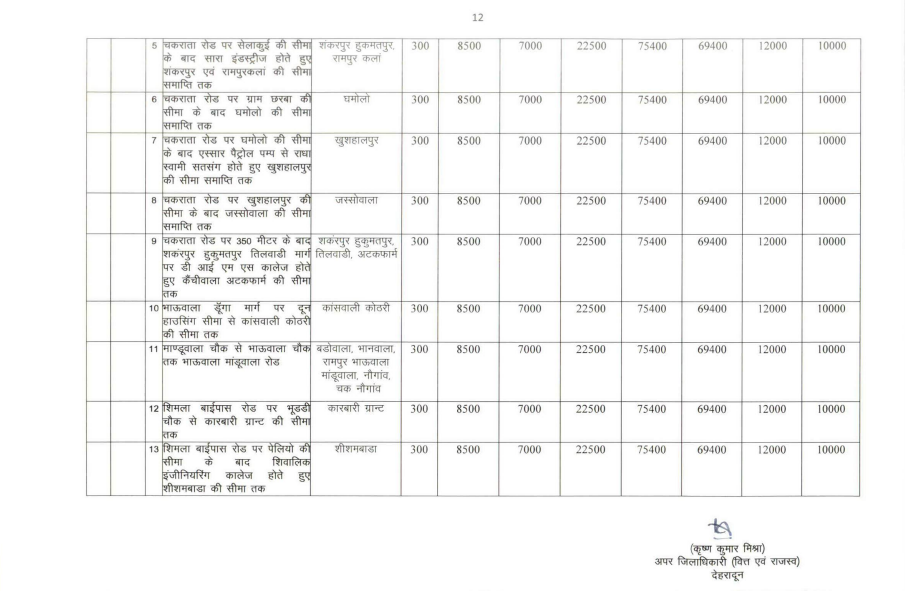 12
5 चकराता रोड पर सेलाकुई की सीमा शंकरपुर हुकमतपुर, 300 8500 7000 22500 75400 69400 12000 10000
के बाद सारा इंडस्ट्रीज होते हुए रामपुर कलां
शंकरपुर एवं रामपुरकलां की सीमा
समाप्ति तक
6 चकराता रोड पर ग्राम छरबा की घमोलो 300 8500 7000 22500 75400 69400 12000 10000
सीमा के बाद घमोलो की सीमा
समाप्ति तक
7 चकराता रोड पर घमोलो की सीमा खुशहालपुर 300 8500 7000 22500 75400 69400 12000 10000
के बाद एस्सार पैट्रोल पम्प से राधा
स्वामी सतसंग होते हुए खुशहालपुर
की सीमा समाप्ति तक
8 चकराता रोड पर खुशहालपुर की जस्सोवाला 300 8500 7000 22500 75400 69400 12000 10000
सीमा के बाद जस्सोवाला की सीमा
समाप्ति तक
9 चकराता रोड पर 350 मीटर के बाद शकंरपुर हुकुमतपुर, 300 8500 7000 22500 75400 69400 12000 10000
शकंरपुर हुकुमतपुर तिलवाडी मार्ग तिलवाडी, अटकफार्म
पर डी आई एम एस कालेज होते
हुए कैंचीवाला अटकफार्म की सीमा
तक
10 भाऊवाला डूँगा मार्ग पर दून कांसवाली कोठरी 300 8500 7000 22500 75400 69400 12000 10000
हाउसिंग सीमा से कांसवाली कोठरी
की सीमा तक
11 माण्डूवाला चौक से भाऊवाला चौक बडोवाला, भानवाला, 300 8500 7000 22500 75400 69400 12000 10000
तक भाऊवाला मांडूवाला रोड रामपुर भाऊवाला
मांडूवाला, नौगांव,
चक नौगांव
12 शिमला बाईपास रोड पर भूडडी कारबारी ग्रान्ट 300 8500 7000 22500 75400 69400 12000 10000
चौक से कारबारी ग्रान्ट की सीमा
तक
13 शिमला बाईपास रोड पर पेलियो की शीशमबाडा 300 8500 7000 22500 75400 69400 12000 10000
सीमा के बाद शिवालिक
इंजीनियरिंग कालेज होते हुए
शीशमबाडा की सीमा तक
(कृष्ण कुमार मिश्रा)
अपर जिलाधिकारी (वित्त एवं राजस्व)
देहरादून